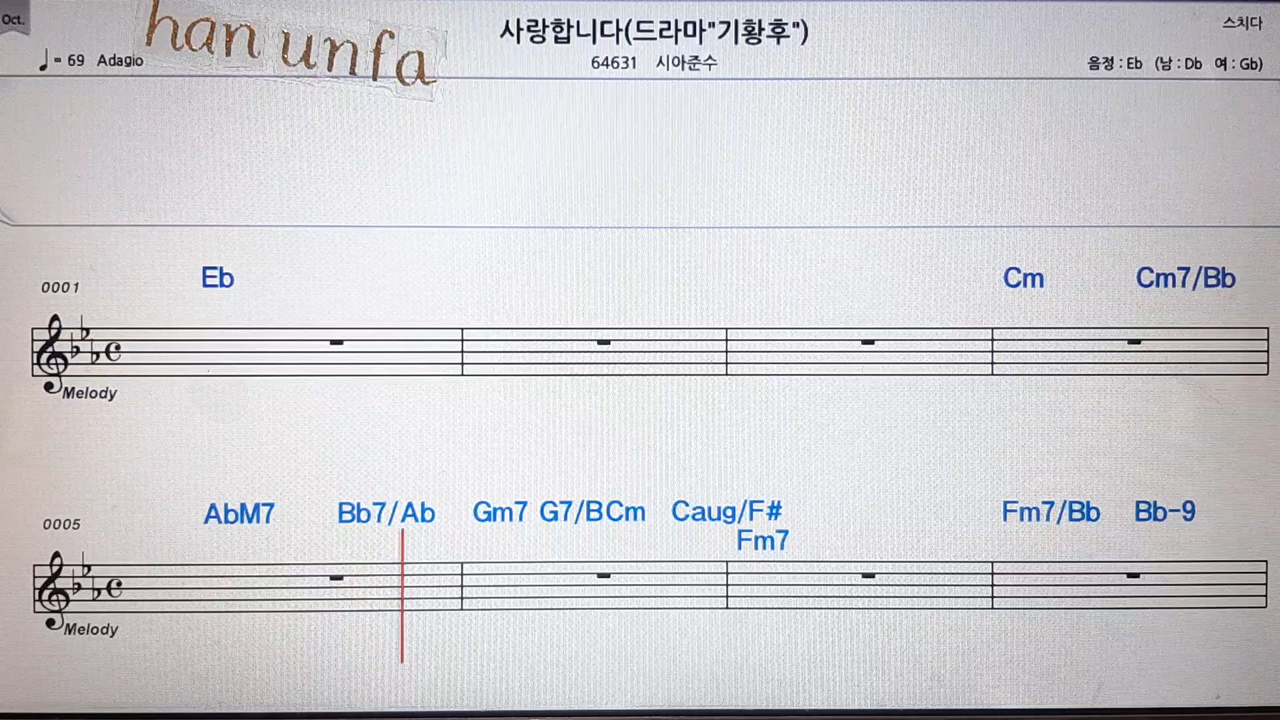 Oct.
han unfa
사랑합니다(드라마"기황후")
스치다
♩= 69 Adagio
64631 시아준수
음정 : Eb (남 : Db 여 : Gb)
Eb Cm Cm7/Bb
0001
Melody
AbM7 Bb7/Ab Gm7 G7/B Cm Caug/F# Fm7/Bb Bb-9
Fm7
0005
Melody